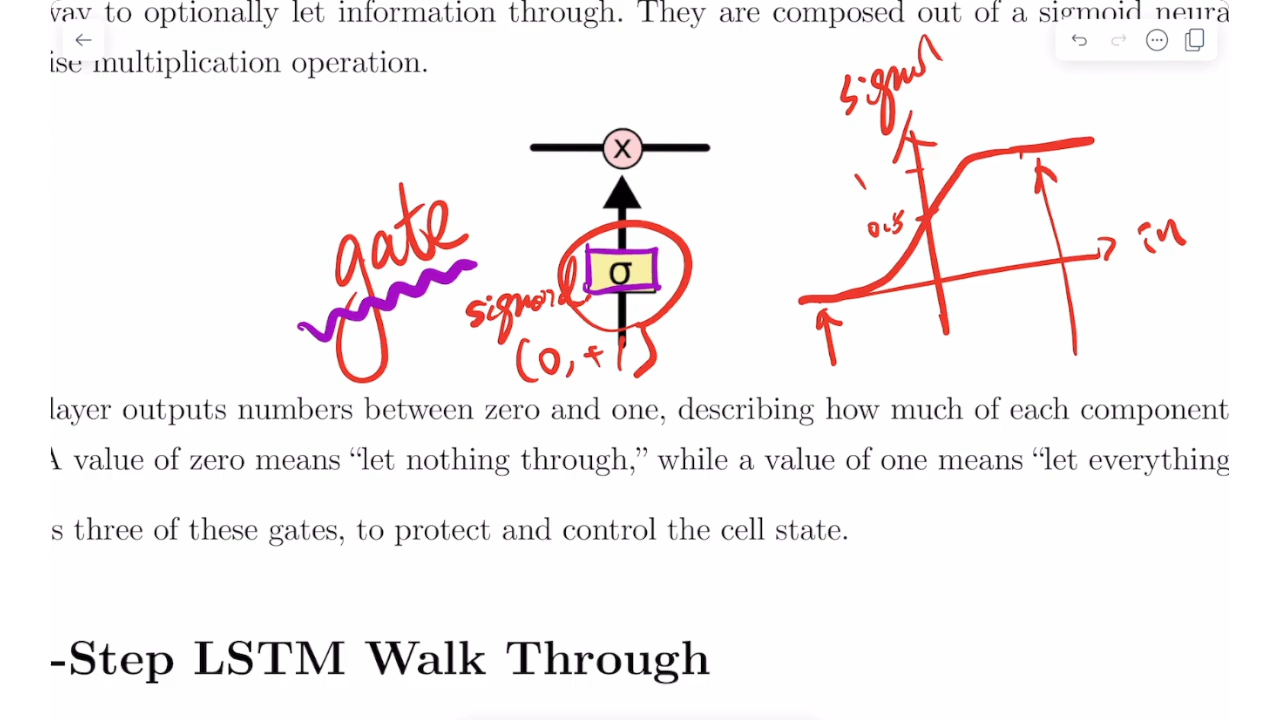 way to optionally let information through. They are composed out of a sigmoid neura
ise multiplication operation.
X
gate
σ
sigmoid
(0, +1)
0.5
in
layer outputs numbers between zero and one, describing how much of each component
A value of zero means “let nothing through,” while a value of one means “let everything
s three of these gates, to protect and control the cell state.
-Step LSTM Walk Through